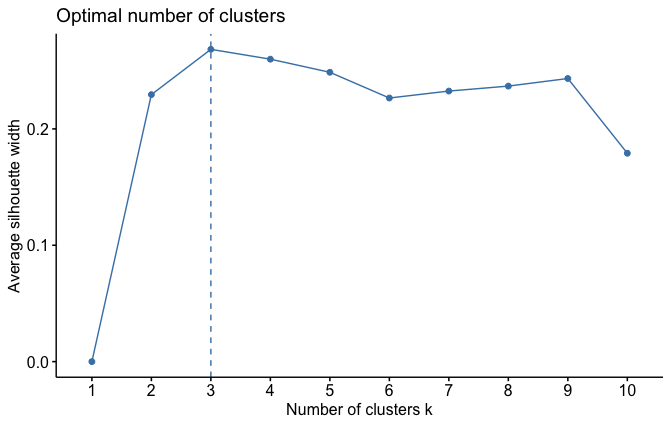 Optimal number of clusters
Average silhouette width
0.2
0.1
0.0
1 2 3 4 5 6 7 8 9 10
Number of clusters k